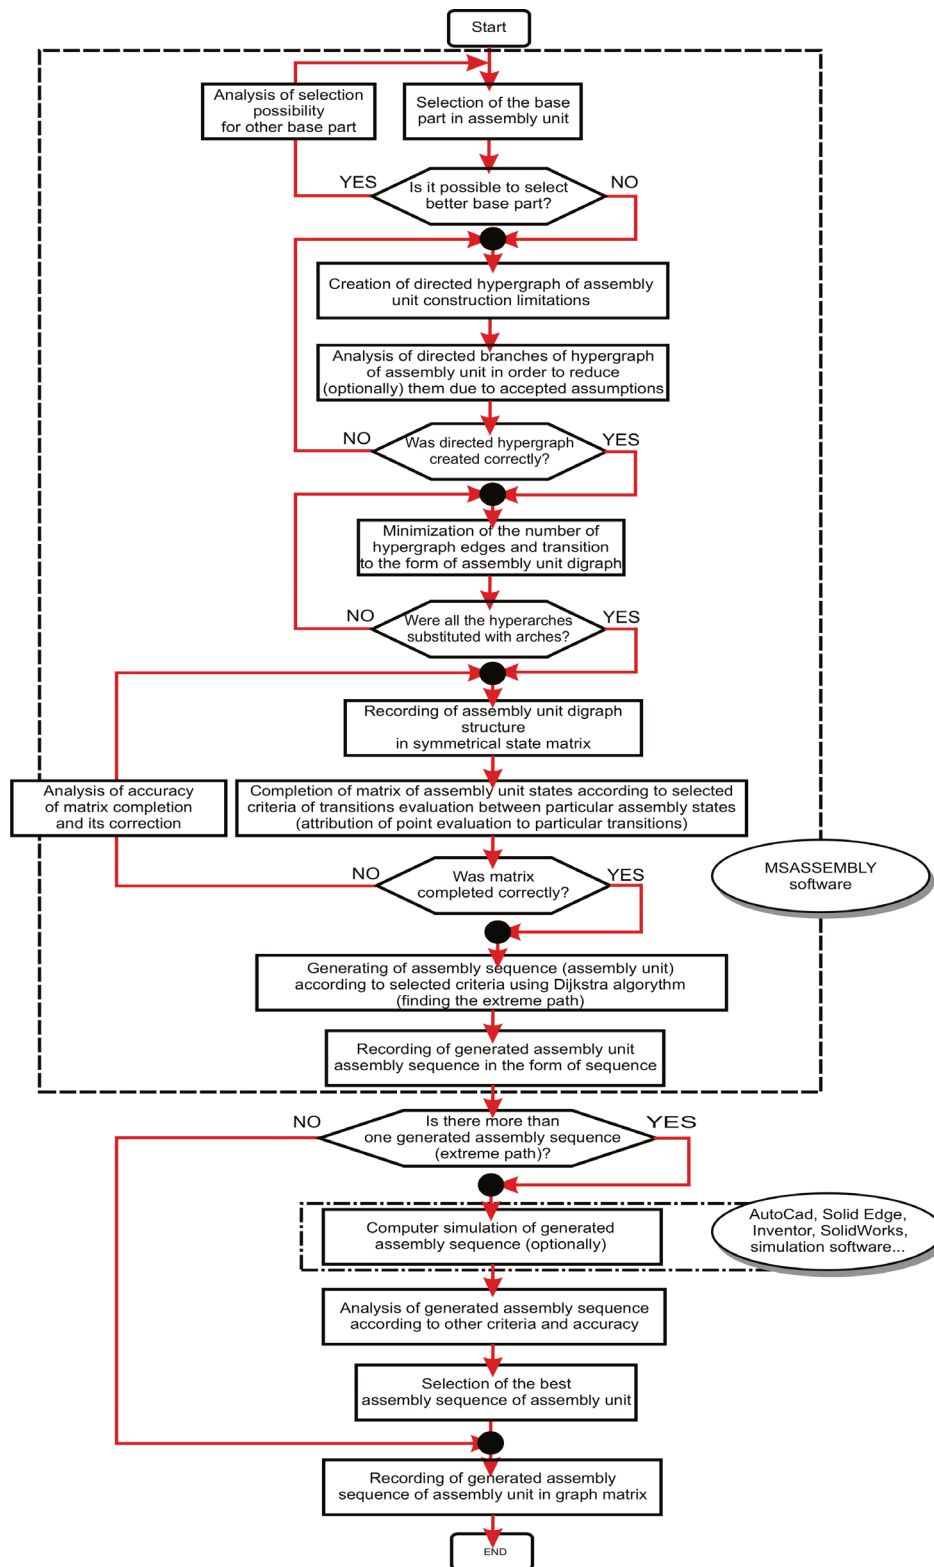 Start
Analysis of selection
possibility
for other base part
Selection of the base
part in assembly unit
YES
Is it possible to select
better base part?
NO
Creation of directed hypergraph of assembly
unit construction limitations
Analysis of directed branches of hypergraph
of assembly unit in order to reduce
(optionally) them due to accepted assumptions
NO
Was directed hypergraph
created correctly?
YES
Minimization of the number of
hypergraph edges and transition
to the form of assembly unit digraph
NO
Were all the hyperarches
substituted with arches?
YES
Recording of assembly unit digraph
structure
in symmetrical state matrix
Analysis of accuracy
of matrix completion
and its correction
Completion of matrix of assembly unit states according to selected
criteria of transitions evaluation between particular assembly states
(attribution of point evaluation to particular transitions)
NO
Was matrix
completed correctly?
YES
MSASSEMBLY
software
Generating of assembly sequence (assembly unit)
according to selected criteria using Dijkstra algorythm
(finding the extreme path)
Recording of generated assembly unit
assembly sequence in the form of sequence
NO
Is there more than
one generated assembly sequence
(extreme path)?
YES
Computer simulation of generated
assembly sequence (optionally)
AutoCad, Solid Edge,
Inventor, SolidWorks,
simulation software...
Analysis of generated assembly sequence
according to other criteria and accuracy
Selection of the best
assembly sequence of assembly unit
Recording of generated assembly
sequence of assembly unit in graph matrix
END